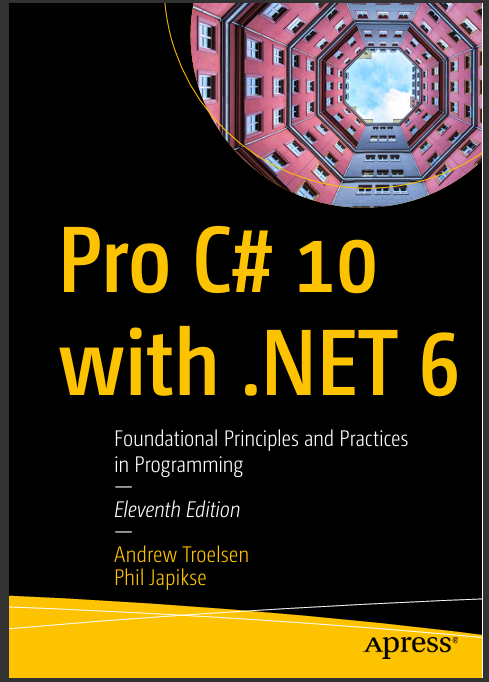 Pro C# 10
with .NET 6
Foundational Principles and Practices
in Programming
—
Eleventh Edition
—
Andrew Troelsen
Phil Japikse
Apress®